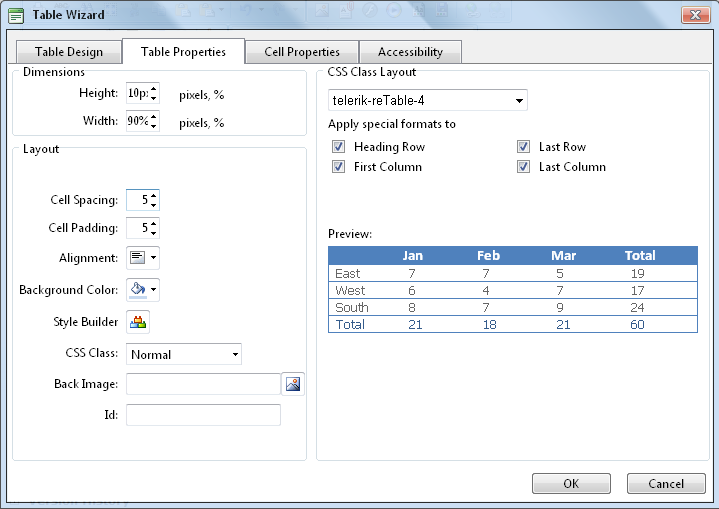 Table Wizard
Table Design
Table Properties
Cell Properties
Accessibility
Dimensions
Height: 10p: pixels, %
Width: 90% pixels, %
Layout
Cell Spacing: 5
Cell Padding: 5
Alignment:
Background Color:
Style Builder
CSS Class: Normal
Back Image:
Id:
CSS Class Layout
telerik-reTable-4
Apply special formats to
Heading Row
Last Row
First Column
Last Column
Preview:
Jan Feb Mar Total
East 7 7 5 19
West 6 4 7 17
South 8 7 9 24
Total 21 18 21 60
OK
Cancel
Version History